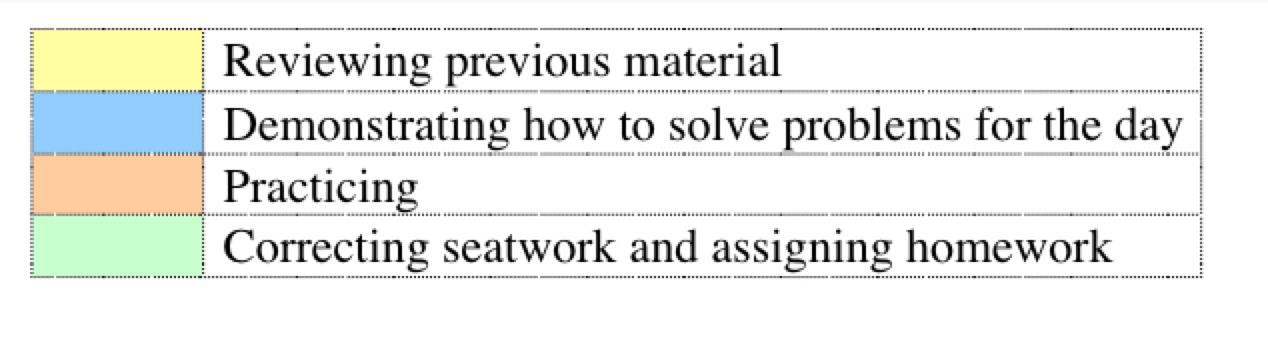 Reviewing previous material
Demonstrating how to solve problems for the day
Practicing
Correcting seatwork and assigning homework